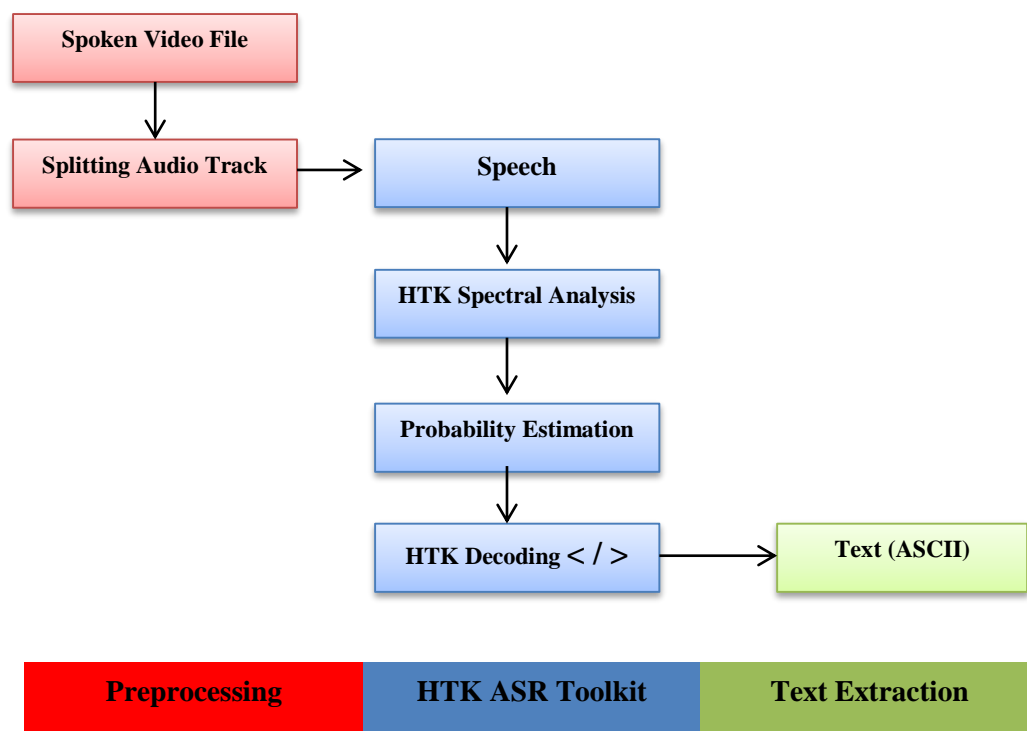 Spoken Video File
Splitting Audio Track
Speech
HTK Spectral Analysis
Probability Estimation
HTK Decoding < / >
Text (ASCII)
Preprocessing
HTK ASR Toolkit
Text Extraction